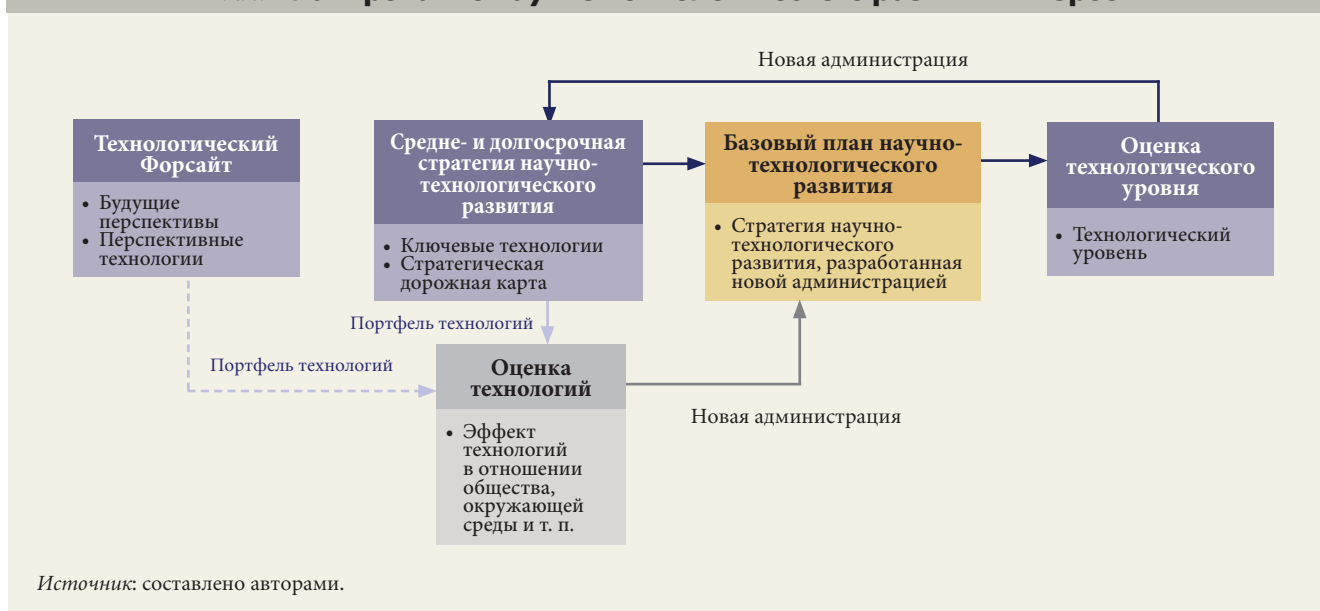 Новая администрация
Технологический
Форсайт
• Будущие
перспективы
• Перспективные
технологии
Средне- и долгосрочная
стратегия научно-
технологического
развития
• Ключевые технологии
• Стратегическая
дорожная карта
Базовый план научно-
технологического
развития
• Стратегия научно-
технологического
развития, разработанная
новой администрацией
Оценка
технологического
уровня
• Технологический
уровень
Портфель технологий
Портфель технологий
Оценка
технологий
• Эффект
технологий
в отношении
общества,
окружающей
среды и т. п.
Новая администрация
Источник: составлено авторами.